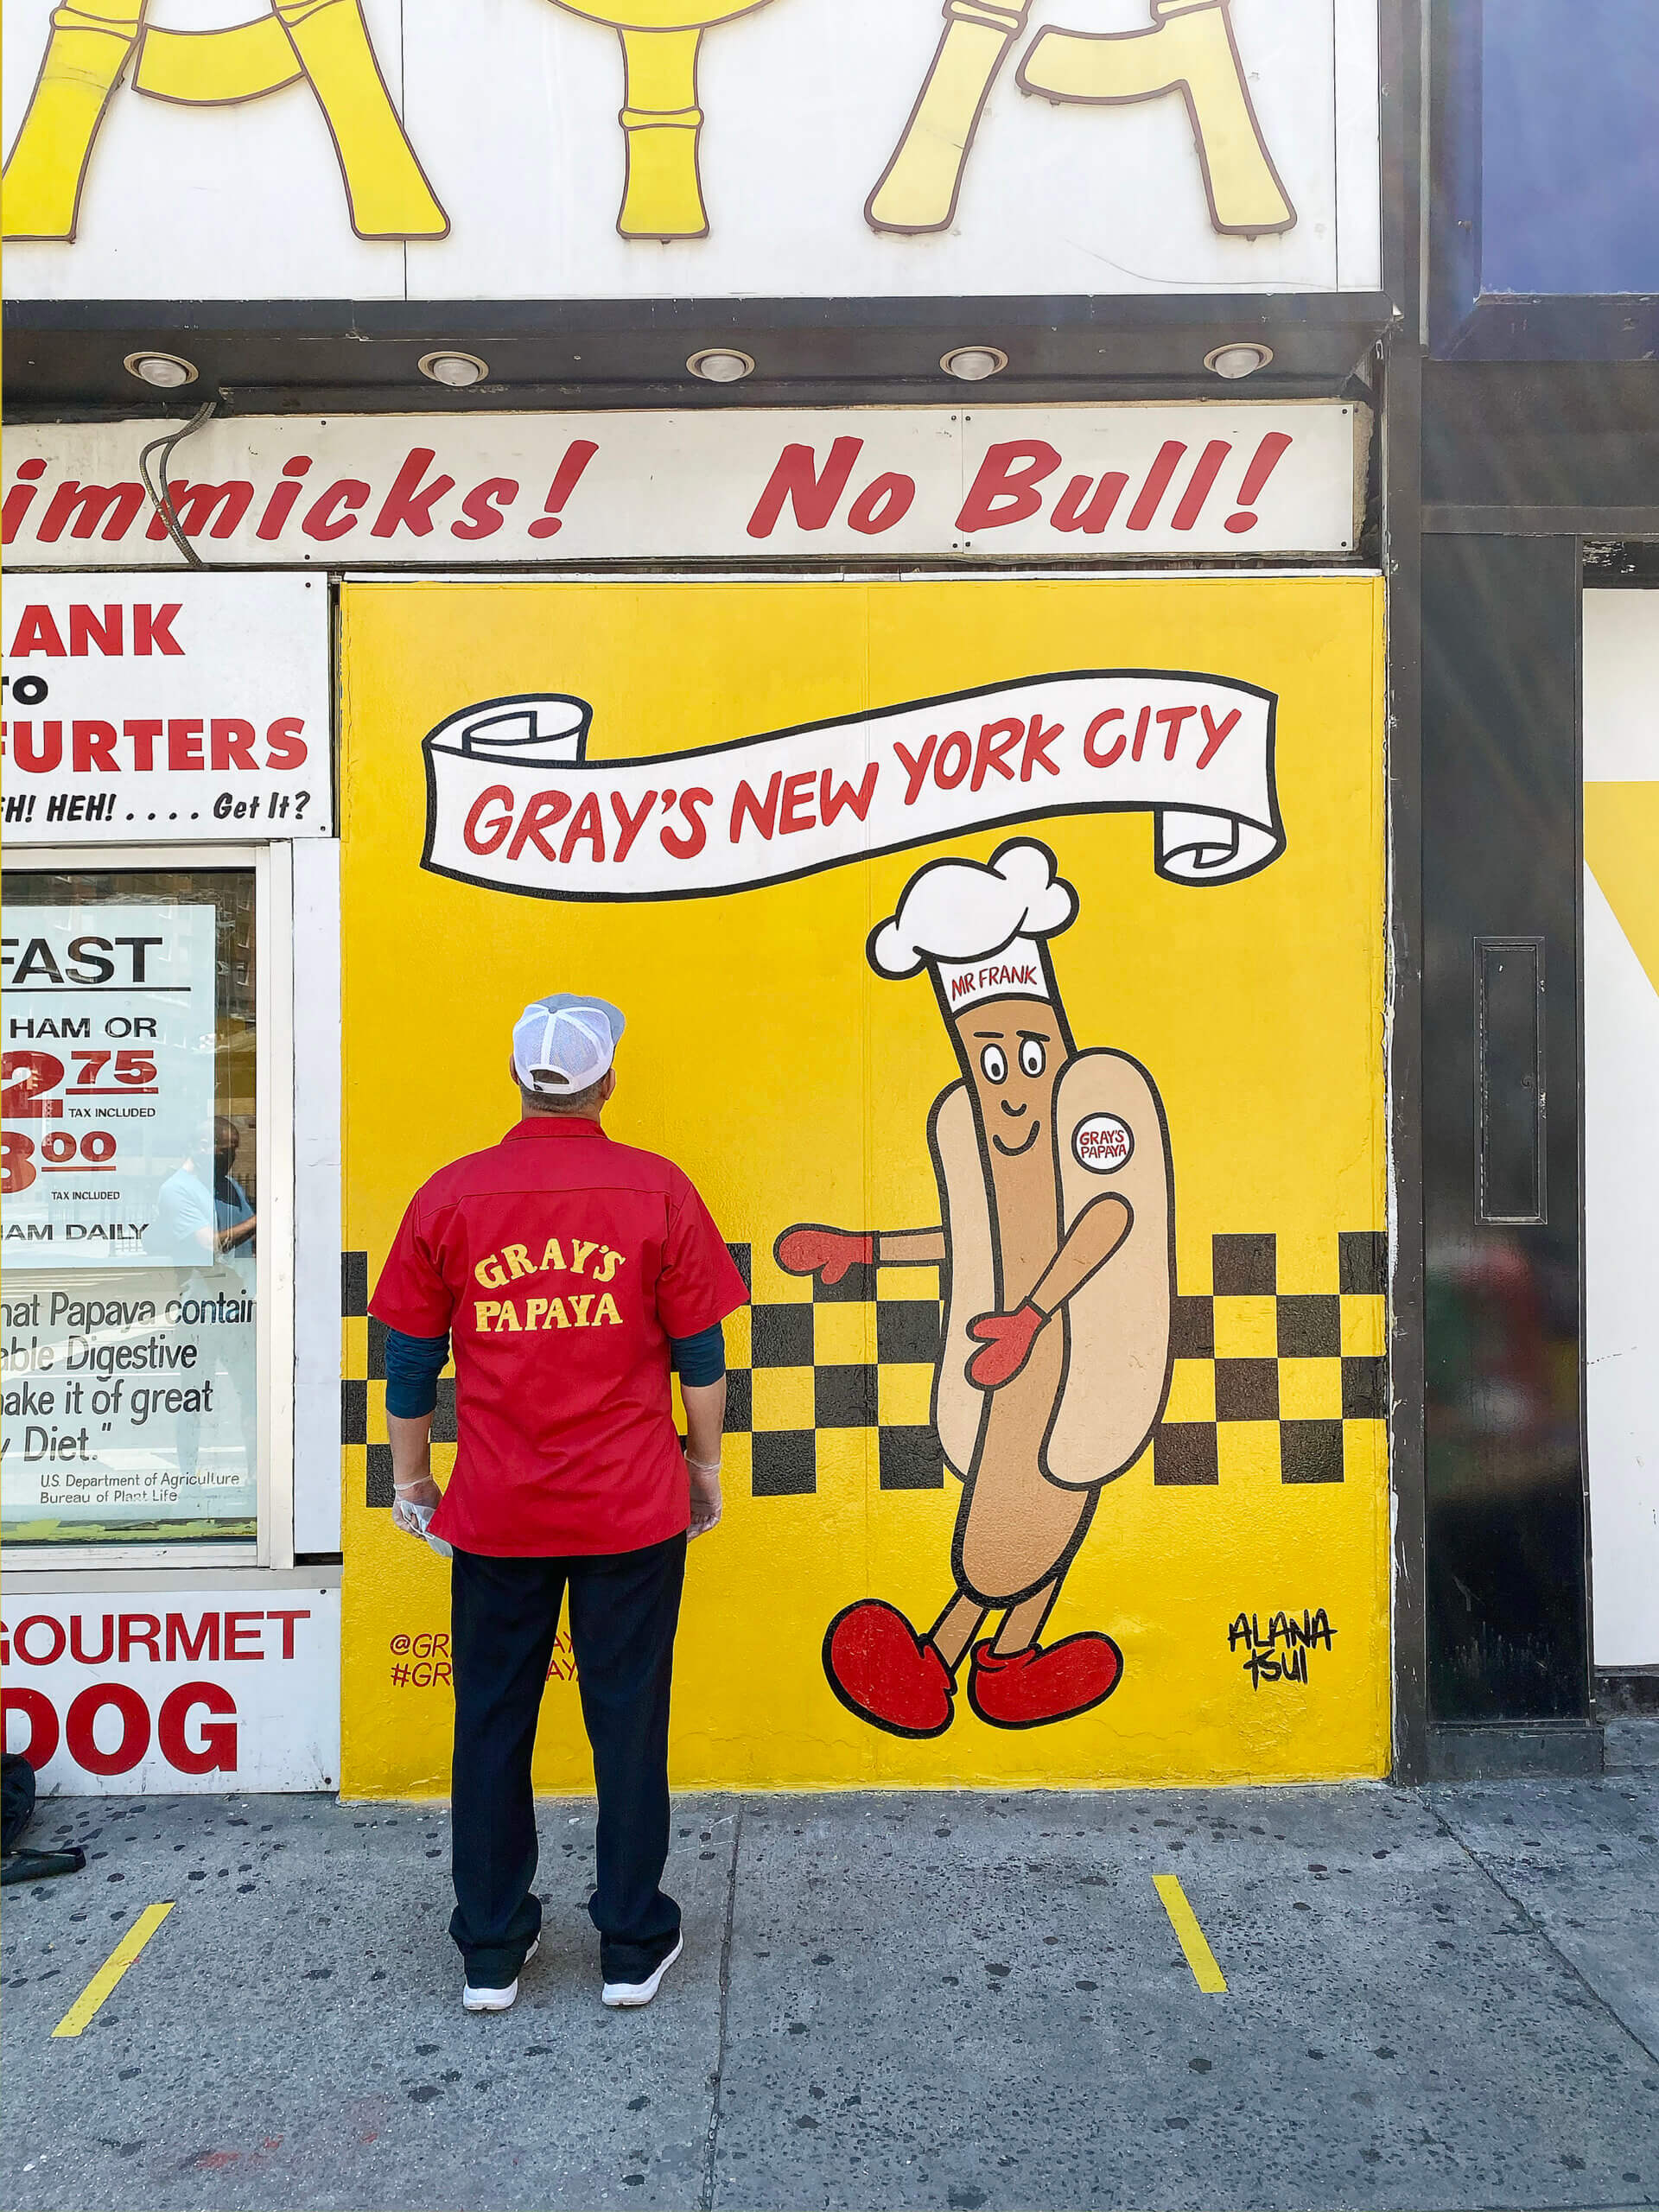 immicks! No Bull!
ANK
TO
FURTERS
HEH! . . . . Get It?
GRAY'S NEW YORK CITY
MR FRANK
GRAY'S
PAPAYA
GRAY'S
PAPAYA
FAST
HAM OR
2 75
TAX INCLUDED
3 00
TAX INCLUDED
AM DAILY
hat Papaya contain
able Digestive
ake it of great
Diet."
U.S. Department of Agriculture
Bureau of Plant Life
GOURMET
DOG
@GR
#GR
ALANA
TSUI